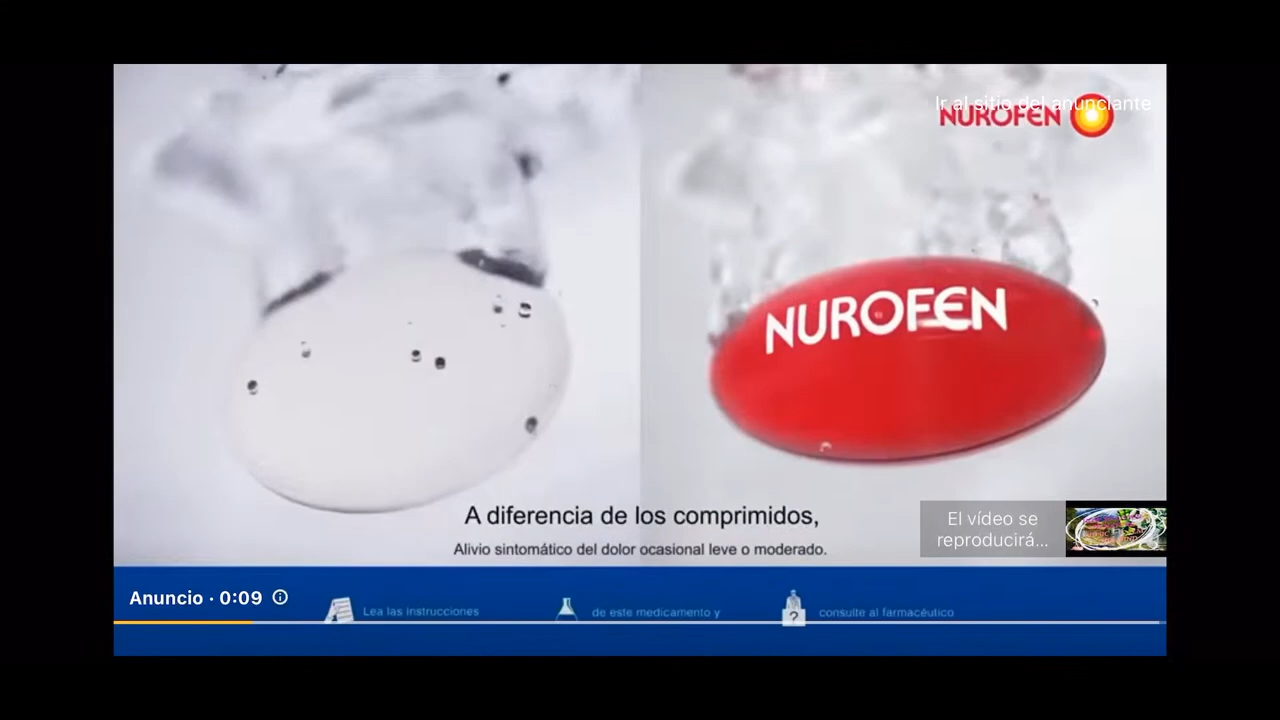 Ir al sitio del anunciante
NUROFEN
NUROFEN
A diferencia de los comprimidos,
Alivio sintomático del dolor ocasional leve o moderado.
El vídeo se
reproducirá...
Anuncio · 0:09
Lea las instrucciones
de este medicamento y
?
consulte al farmacéutico